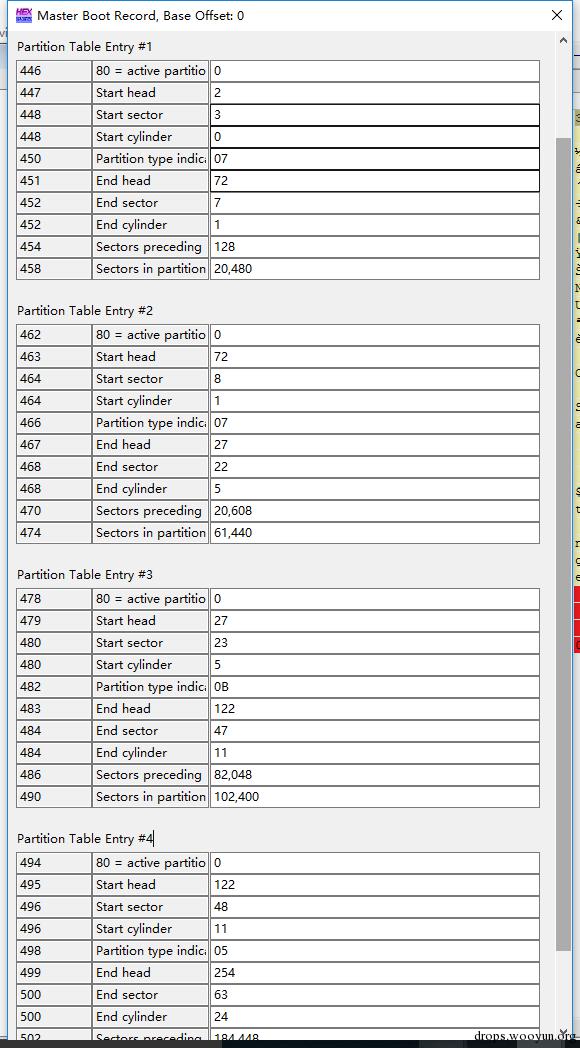 Master Boot Record, Base Offset: 0
Partition Table Entry #1
446 80 = active partitio 0
447 Start head 2
448 Start sector 3
448 Start cylinder 0
450 Partition type indica 07
451 End head 72
452 End sector 7
452 End cylinder 1
454 Sectors preceding 128
458 Sectors in partition 20,480
Partition Table Entry #2
462 80 = active partitio 0
463 Start head 72
464 Start sector 8
464 Start cylinder 1
466 Partition type indica 07
467 End head 27
468 End sector 22
468 End cylinder 5
470 Sectors preceding 20,608
474 Sectors in partition 61,440
Partition Table Entry #3
478 80 = active partitio 0
479 Start head 27
480 Start sector 23
480 Start cylinder 5
482 Partition type indica 0B
483 End head 122
484 End sector 47
484 End cylinder 11
486 Sectors preceding 82,048
490 Sectors in partition 102,400
Partition Table Entry #4
494 80 = active partitio 0
495 Start head 122
496 Start sector 48
496 Start cylinder 11
498 Partition type indica 05
499 End head 254
500 End sector 63
500 End cylinder 24
502 Sectors preceding 184,448
drops.wooyun.org